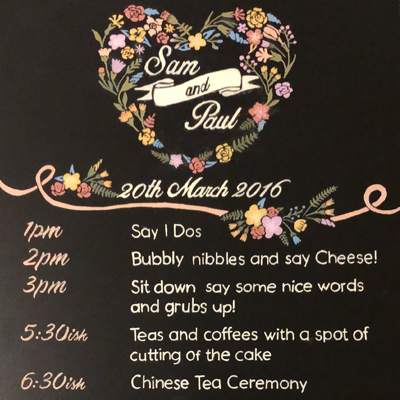 Sam
and
Paul
20th March 2016
1pm Say I Dos
2pm Bubbly nibbles and say Cheese!
3pm Sit down say some nice words
and grubs up!
5:30ish Teas and coffees with a spot of
cutting of the cake
6:30ish Chinese Tea Ceremony